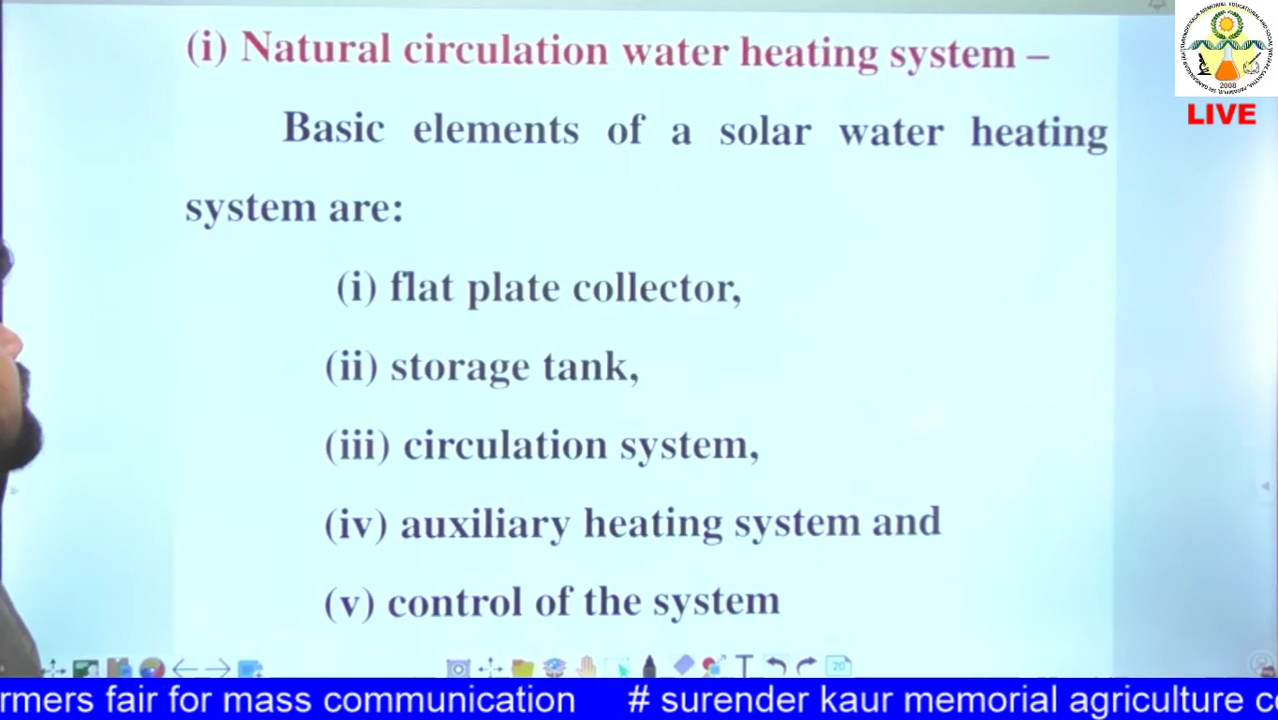 (i) Natural circulation water heating system –
LIVE
Basic elements of a solar water heating
system are:
(i) flat plate collector,
(ii) storage tank,
(iii) circulation system,
(iv) auxiliary heating system and
(v) control of the system
2008
20
rmers fair for mass communication # surender kaur memorial agriculture c